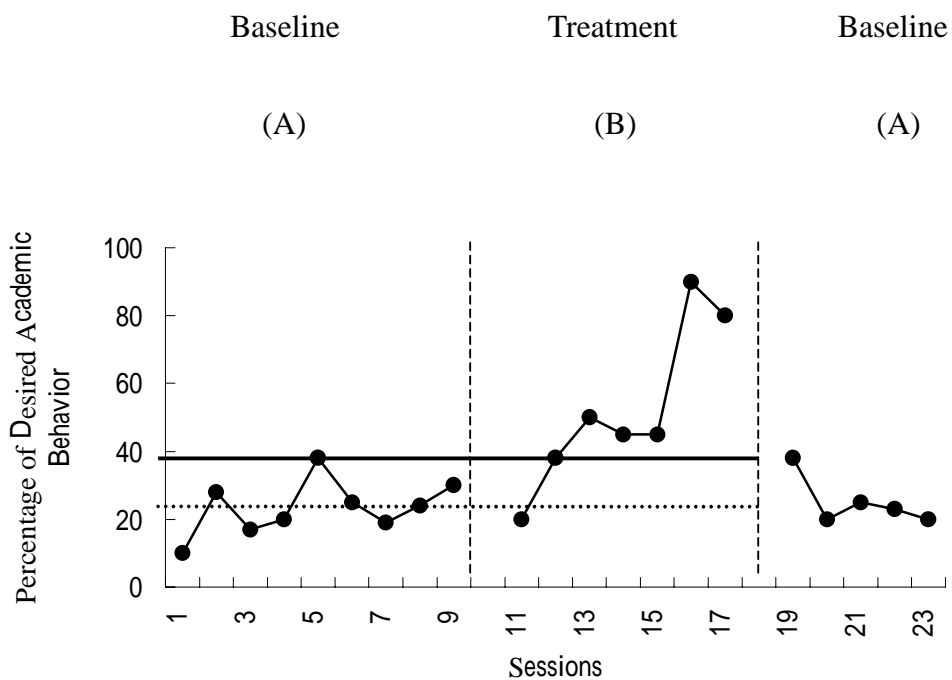 Baseline Treatment Baseline
(A) (B) (A)
Percentage of Desired Academic
Behavior
100
80
60
40
20
0
1 3 5 7 9 11 13 15 17 19 21 23
Sessions